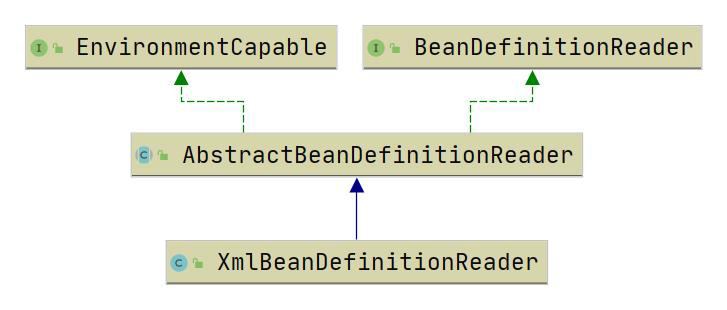 I EnvironmentCapable
I BeanDefinitionReader
C AbstractBeanDefinitionReader
C XmlBeanDefinitionReader